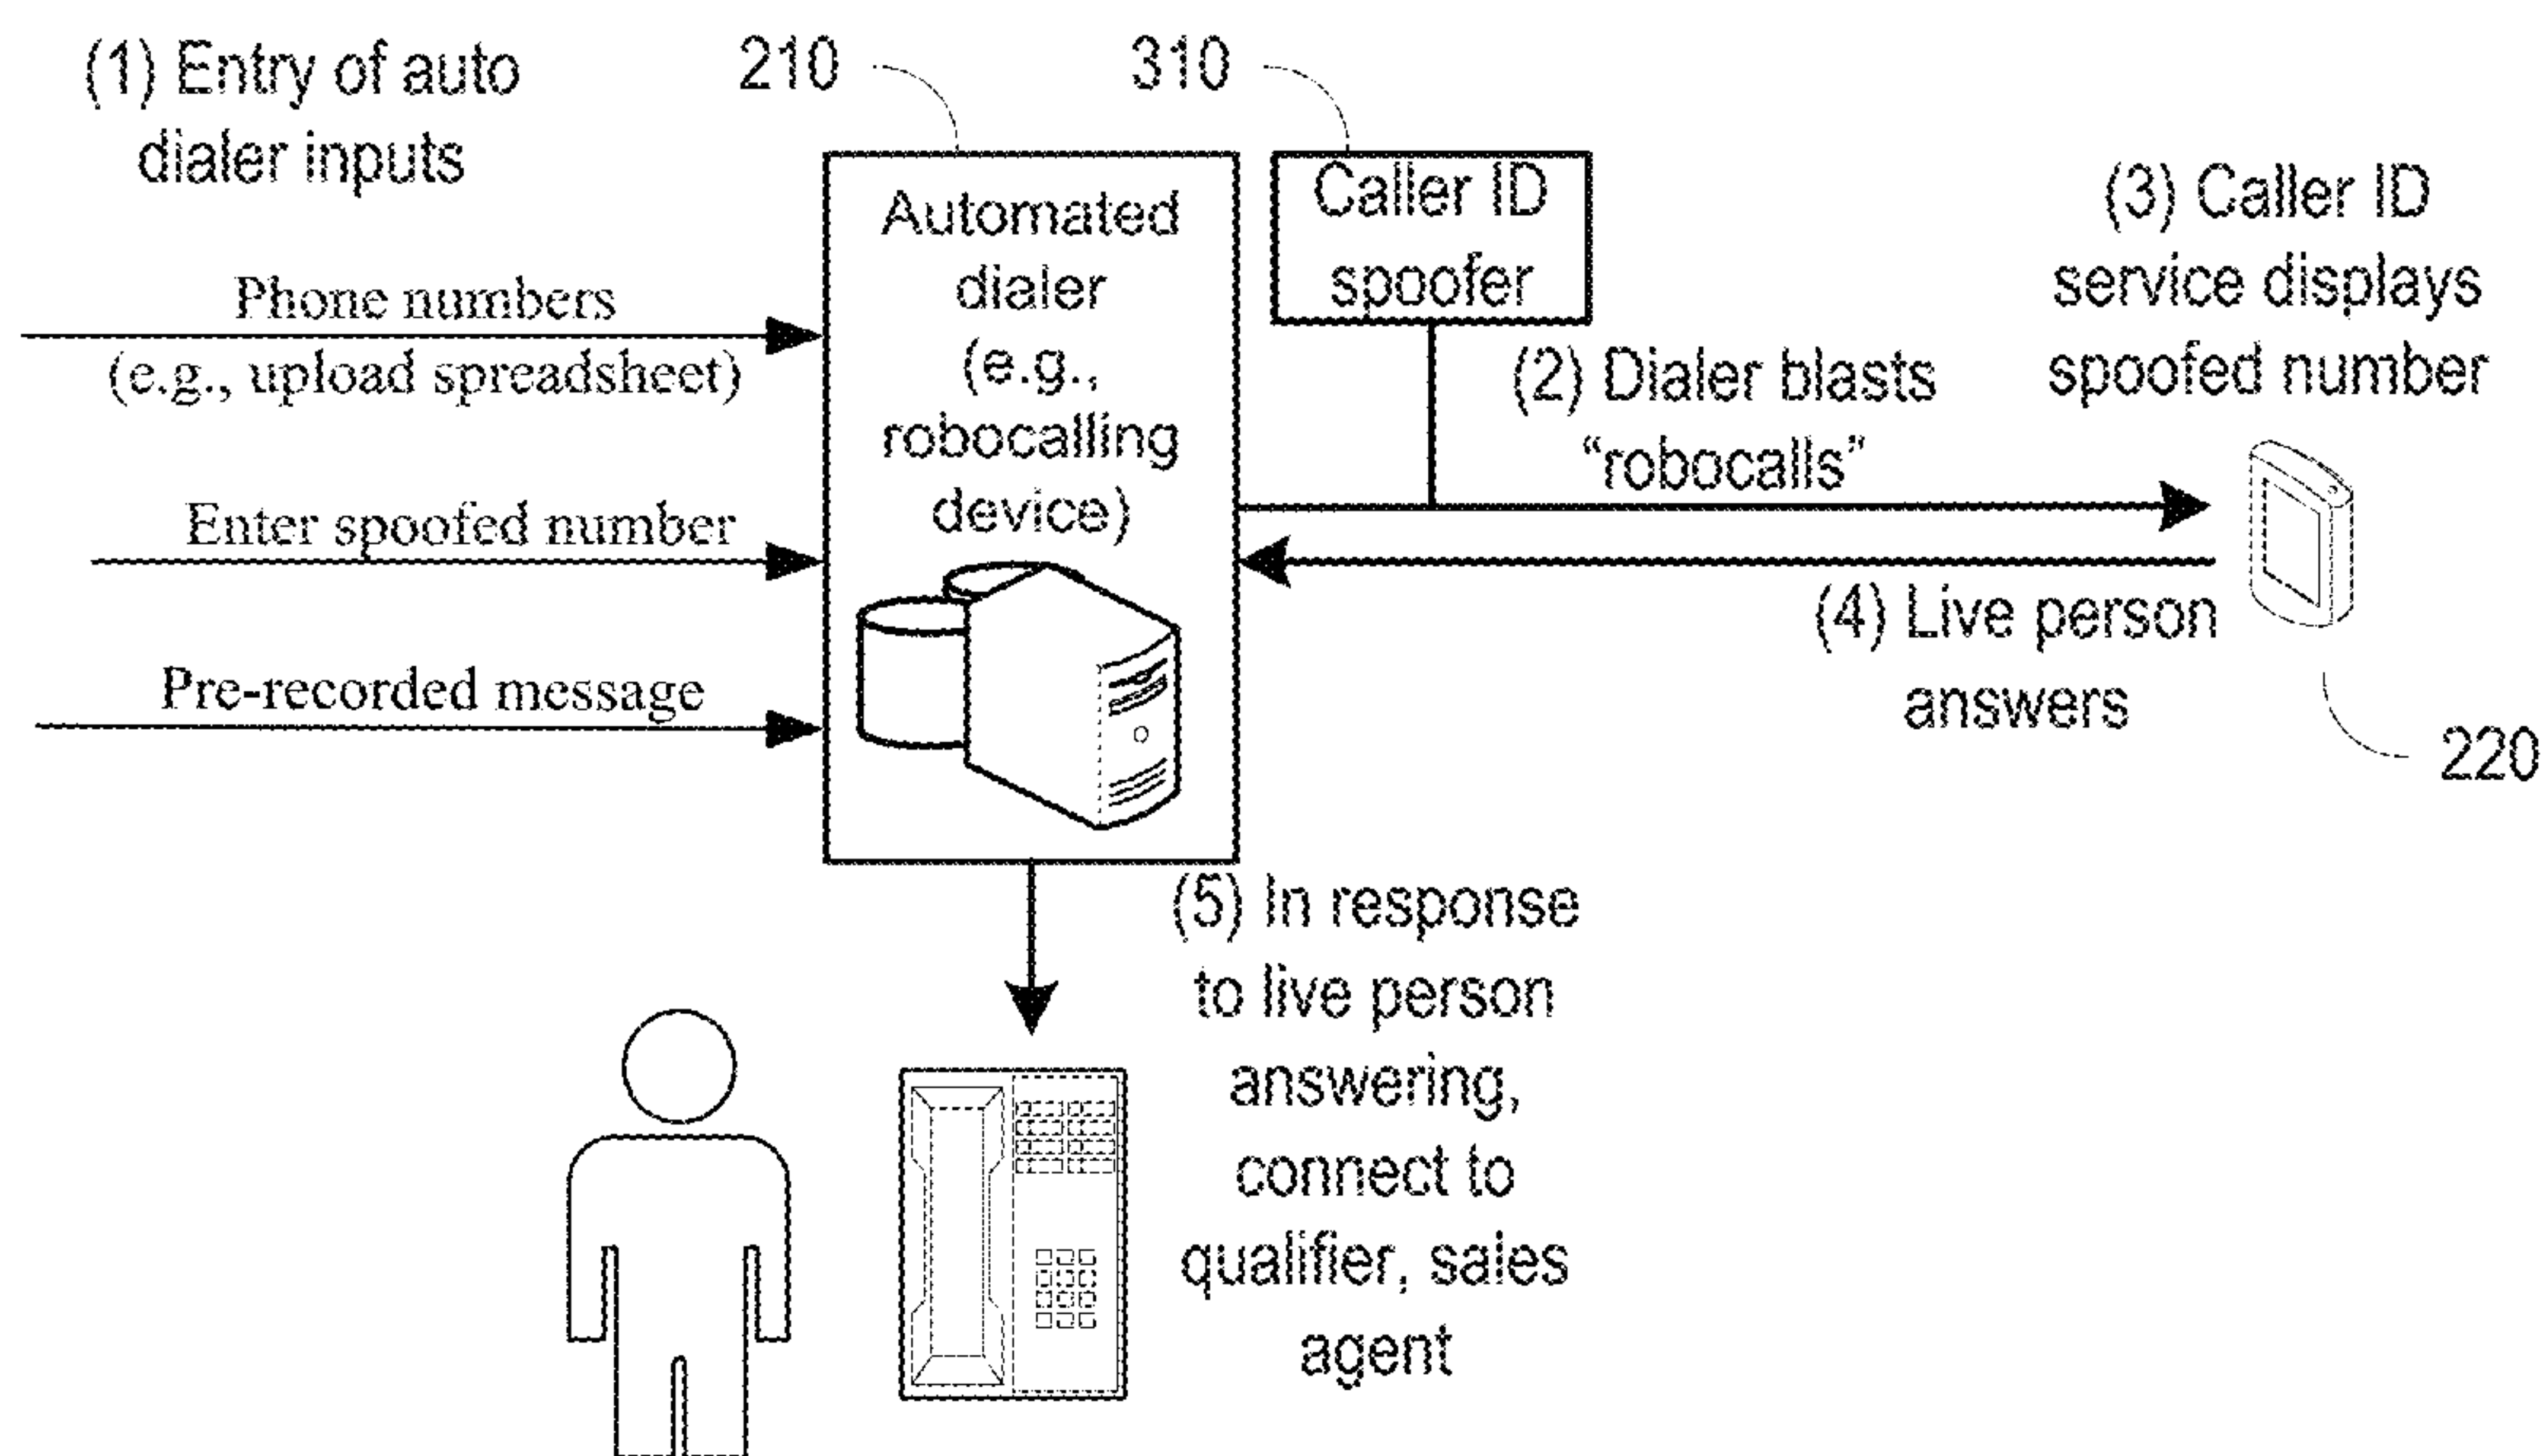 (1) Entry of auto
dialer inputs
210
310
Phone numbers
(e.g., upload spreadsheet)
Enter spoofed number
Pre-recorded message
Automated
dialer
(e.g.,
robocalling
device)
Caller ID
spoofer
(2) Dialer blasts
“robocalls”
(3) Caller ID
service displays
spoofed number
(4) Live person
answers
220
(5) In response
to live person
answering,
connect to
qualifier, sales
agent